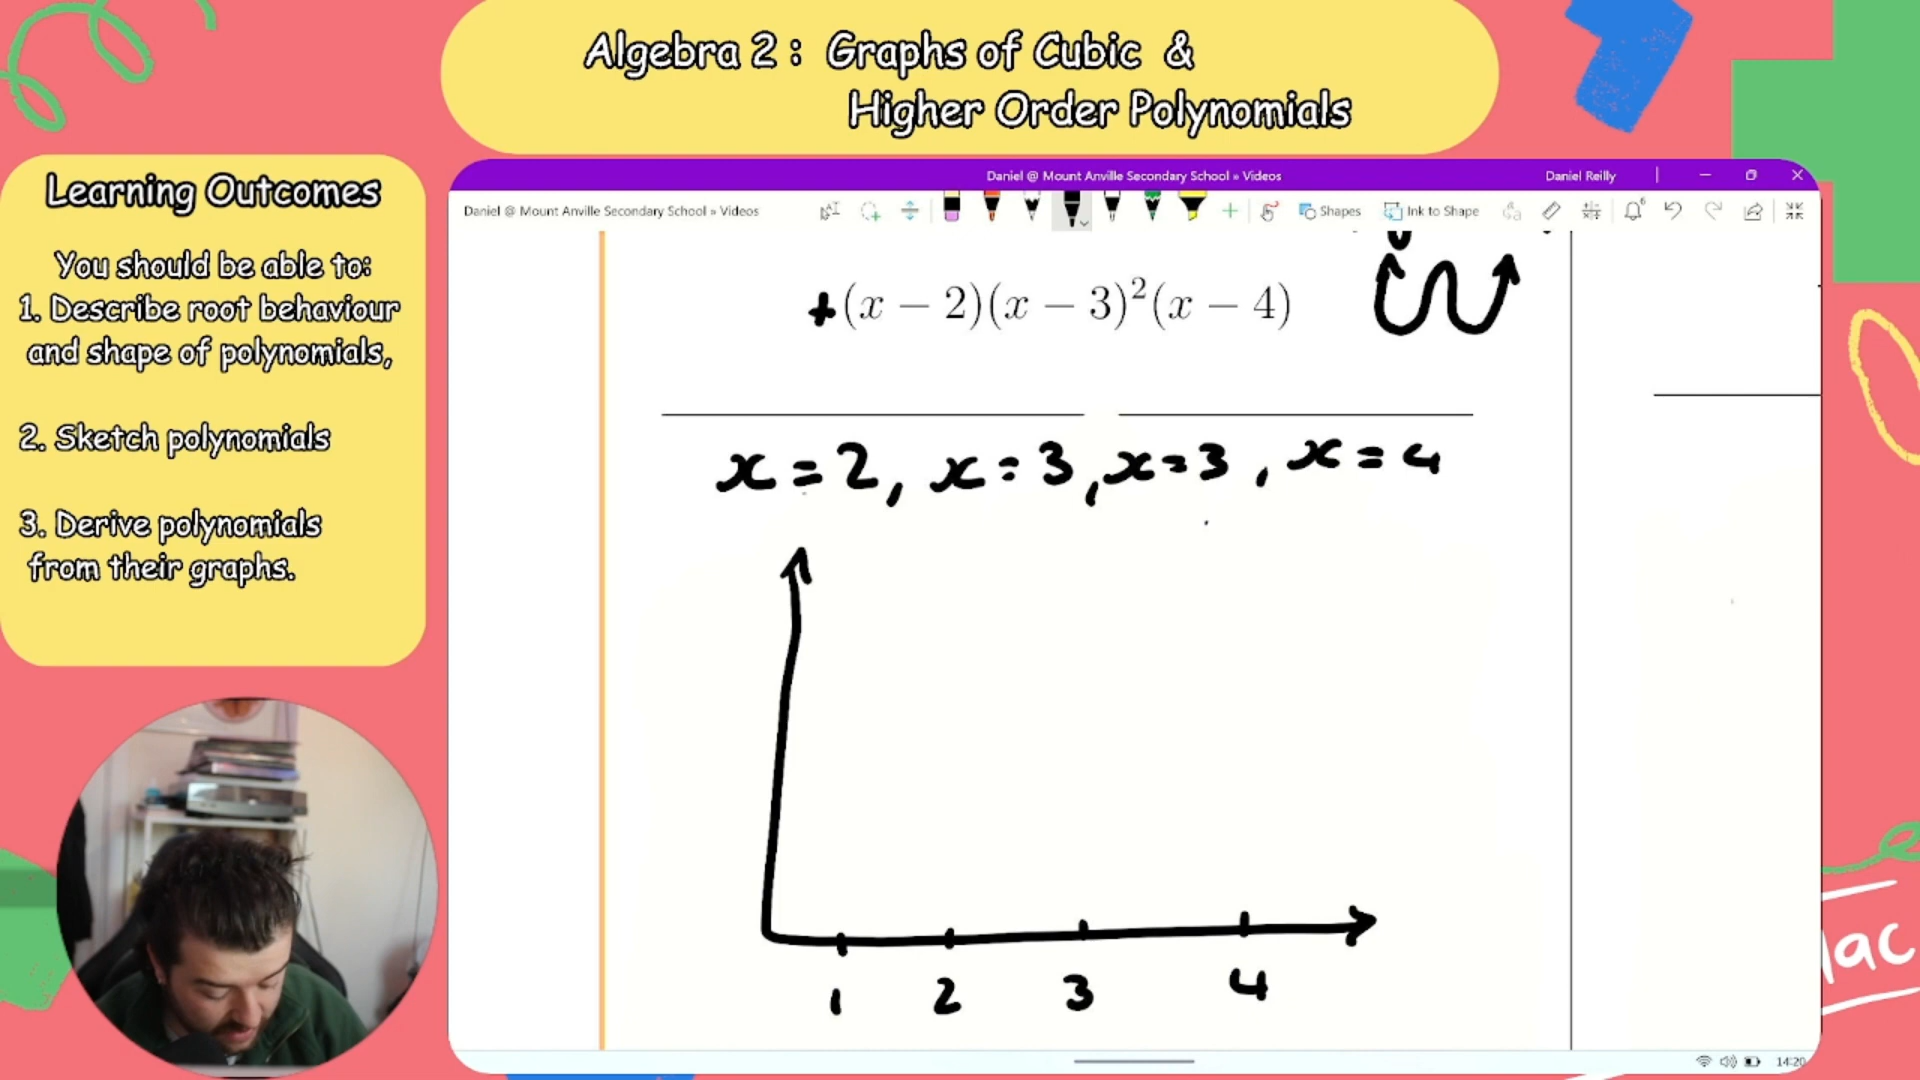 Algebra 2 : Graphs of Cubic &
Higher Order Polynomials
Learning Outcomes
You should be able to:
1. Describe root behaviour
and shape of polynomials,
2. Sketch polynomials
3. Derive polynomials
from their graphs.
Daniel @ Mount Anville Secondary School » Videos
Daniel Reilly
Daniel @ Mount Anville Secondary School » Videos
Shapes
Ink to Shape
+(x − 2)(x − 3)²(x − 4)
x = 2, x = 3, x = 3, x = 4
1 2 3 4
14:20